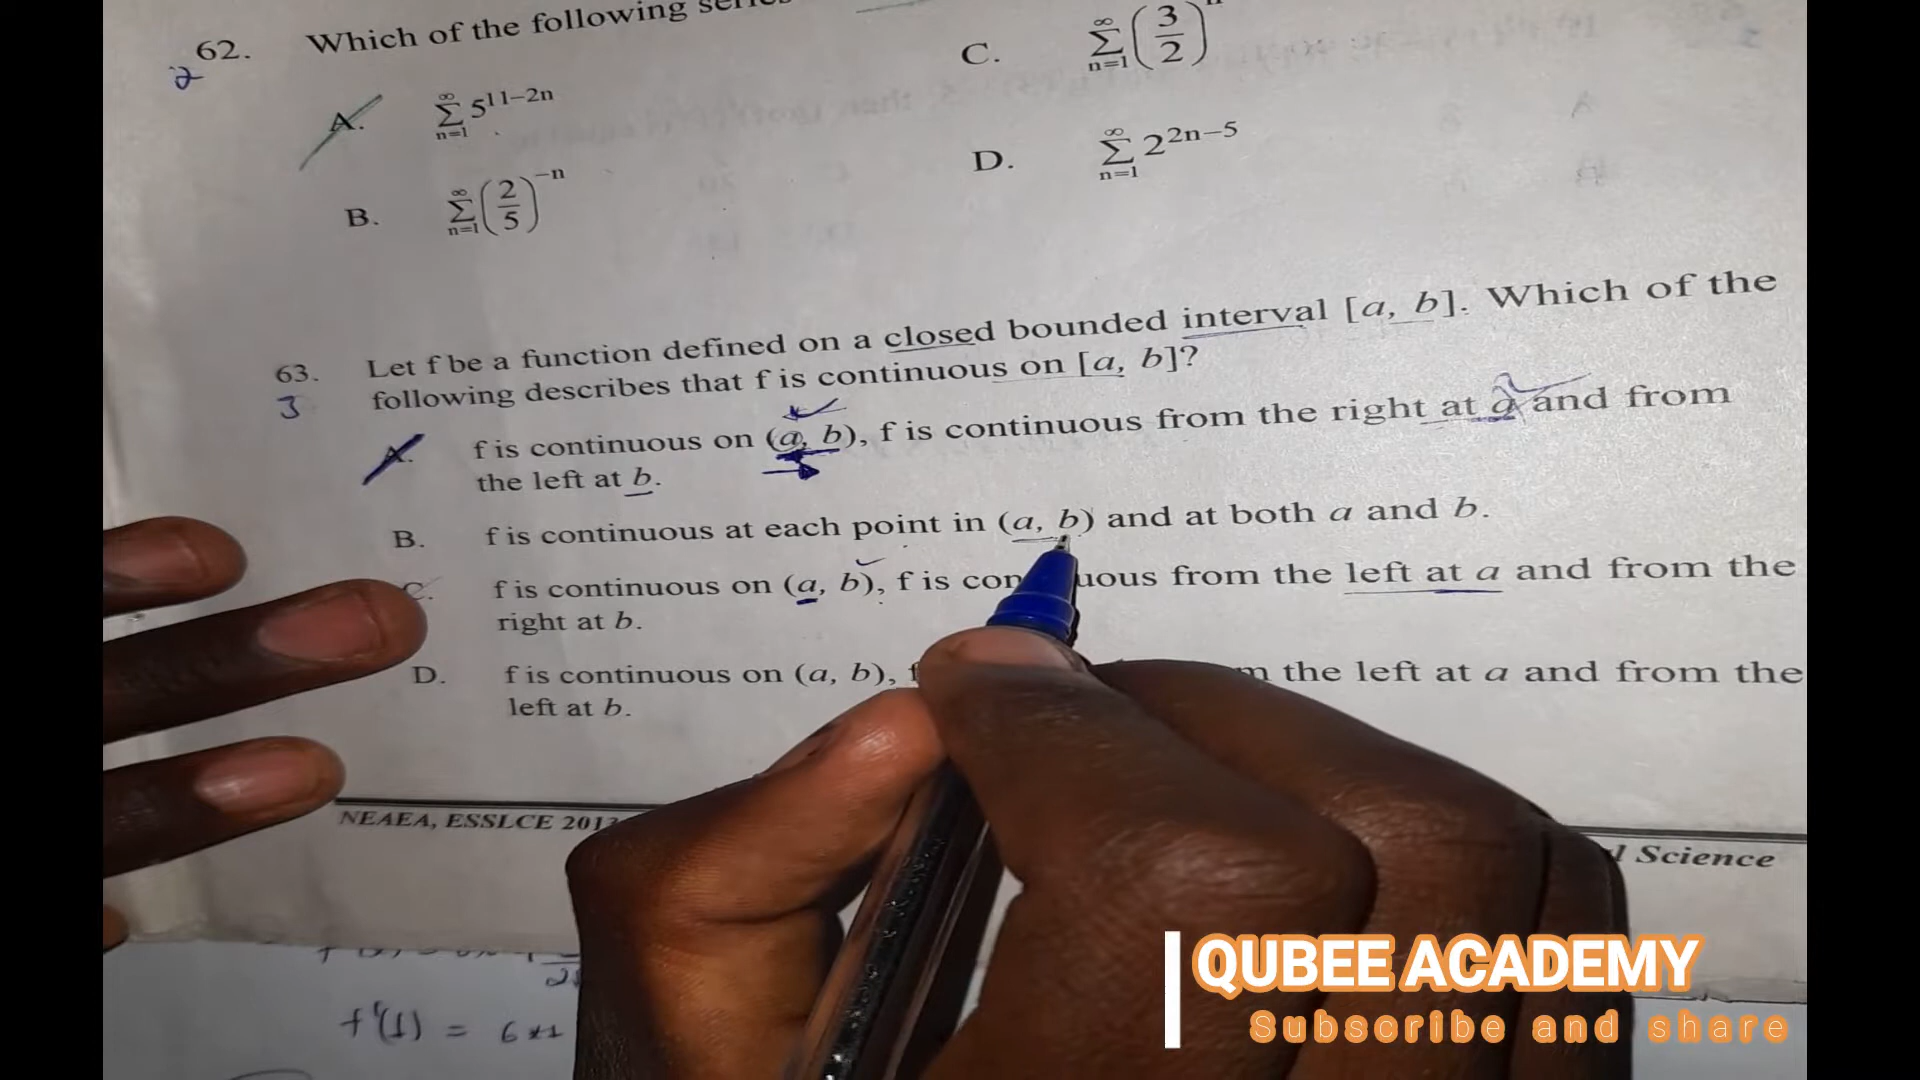 62. Which of the following
2
A. ∞ Σ n=1 5^11−2n
B. ∞ Σ n=1 (2/5)^−n
C. ∞ Σ n=1 (3/2)^n
D. ∞ Σ n=1 2^2n−5
63. Let f be a function defined on a closed bounded interval [a, b]. Which of the
3 following describes that f is continuous on [a, b]?
A. f is continuous on (a, b), f is continuous from the right at a and from
the left at b.
B. f is continuous at each point in (a, b) and at both a and b.
C. f is continuous on (a, b), f is con uous from the left at a and from the
right at b.
D. f is continuous on (a, b), the left at a and from the
left at b.
NEAEA, ESSLCE 2013 Science
f'(1) = 6
QUBEE ACADEMY
Subscribe and share